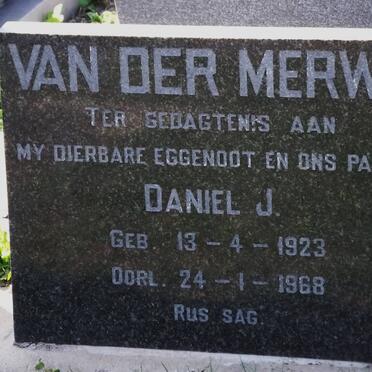 VAN DER MERW
TER GEDAGTENIS AAN
MY DIERBARE EGGENOOT EN ONS PA
DANIEL J.
GEB. 13-4-1923
OORL. 24-1-1968
RUS SAG.